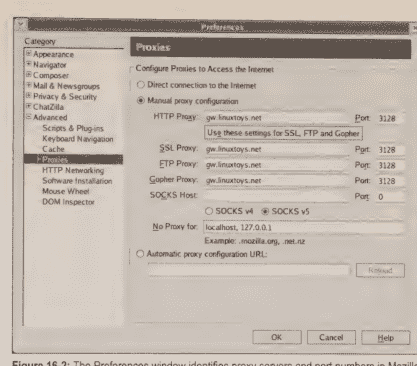 Preferences
Category
Appearance
Navigator
Composer
Mail & Newsgroups
Privacy & Security
ChatZilla
Advanced
Scripts & Plug-ins
Keyboard Navigation
Cache
Proxies
HTTP Networking
Software Installation
Mouse Wheel
DOM Inspector
Proxies
Configure Proxies to Access the Internet
Direct connection to the Internet
Manual proxy configuration
HTTP Proxy: gw.linuxtoys.net Port: 3128
Use these settings for SSL, FTP and Gopher
SSL Proxy: gw.linuxtoys.net Port: 3128
FTP Proxy: gw.linuxtoys.net Port: 3128
Gopher Proxy: gw.linuxtoys.net Port: 3128
SOCKS Host: Port: 0
SOCKS v4 SOCKS v5
No Proxy for: localhost, 127.0.0.1
Example: .mozilla.org, .net.nz
Automatic proxy configuration URL:
Reload
OK Cancel Help
Figure 16-2: The Preferences window identifies proxy servers and port numbers in Mozilla